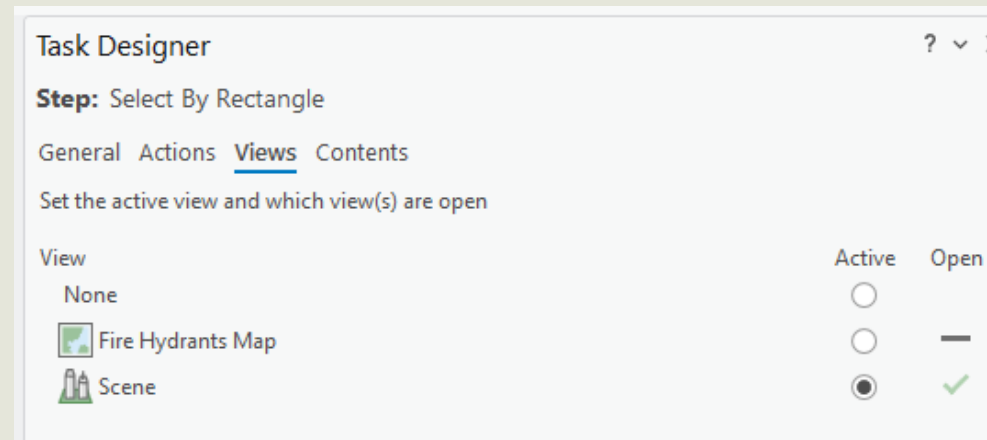 Task Designer ?
Step: Select By Rectangle
General Actions Views Contents
Set the active view and which view(s) are open
View Active Open
None
Fire Hydrants Map
Scene